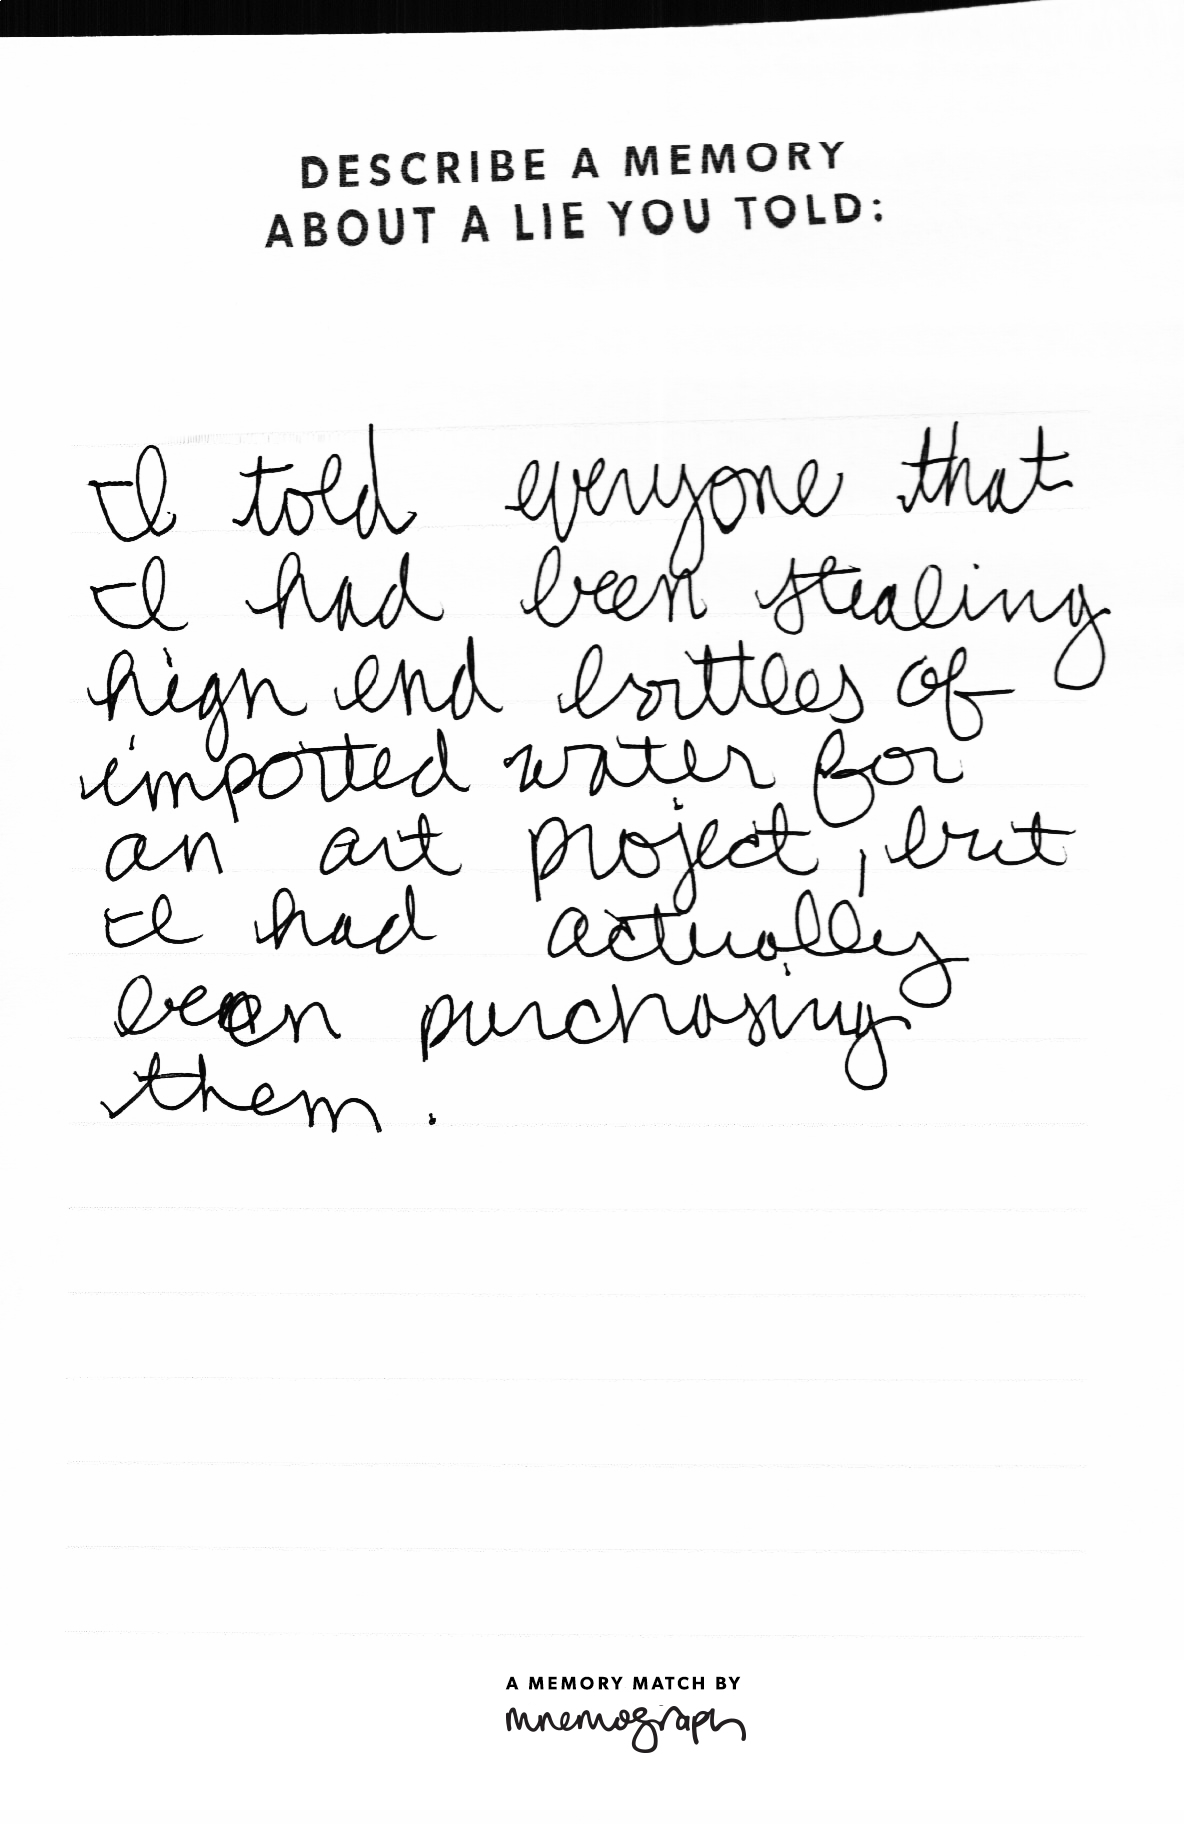 DESCRIBE A MEMORY
ABOUT A LIE YOU TOLD:
I told everyone that
I had been stealing
high end bottles of
imported water for
an art project, but
I had actually
been purchasing
them.
A MEMORY MATCH BY
mnemograph